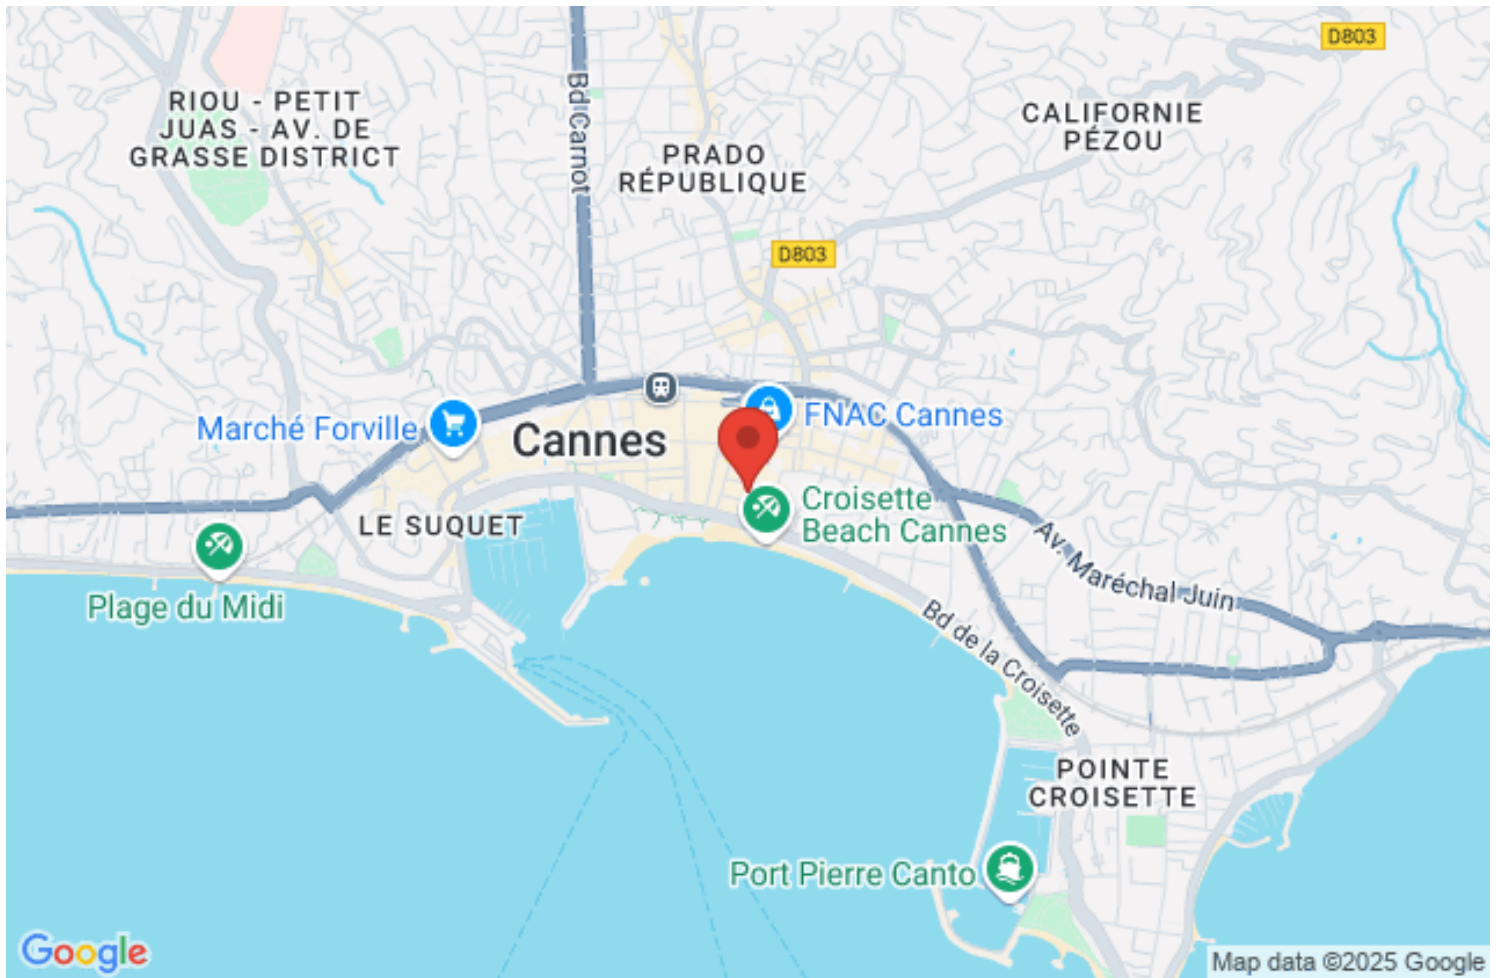 D803
Bd Carnot
RIOU - PETIT
JUAS - AV. DE
GRASSE DISTRICT
CALIFORNIE
PÉZOU
PRADO
RÉPUBLIQUE
D803
Marché Forville
Cannes
FNAC Cannes
Croisette
Beach Cannes
LE SUQUET
Av. Maréchal Juin
Plage du Midi
Bd de la Croisette
POINTE
CROISETTE
Port Pierre Canto
Google
Map data ©2025 Google